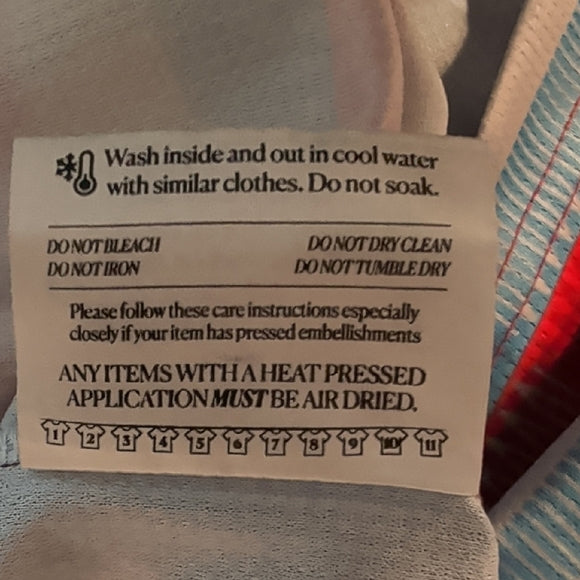 Wash inside and out in cool water
with similar clothes. Do not soak.
DO NOT BLEACH DO NOT DRY CLEAN
DO NOT IRON DO NOT TUMBLE DRY
Please follow these care instructions especially
closely if your item has pressed embellishments
ANY ITEMS WITH A HEAT PRESSED
APPLICATION MUST BE AIR DRIED.
1 2 3 4 5 6 7 8 9 10 11